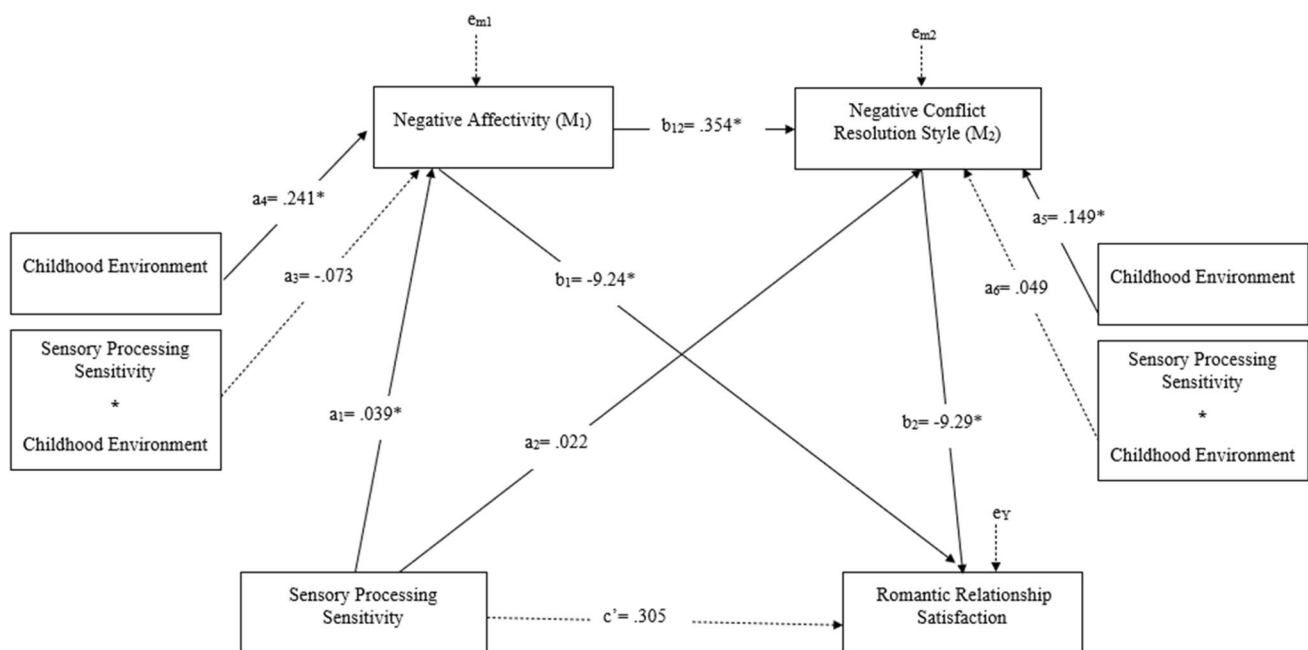 eₘ₁
eₘ₂
Negative Affectivity (M₁)
b₁₂= .354*
Negative Conflict
Resolution Style (M₂)
a₄= .241*
a₅= .149*
Childhood Environment
a₃= -.073
b₁= -9.24*
a₆= .049
Childhood Environment
Sensory Processing
Sensitivity
*
Childhood Environment
Sensory Processing
Sensitivity
*
Childhood Environment
a₁= .039*
a₂= .022
b₂= -9.29*
eY
Sensory Processing
Sensitivity
c’= .305
Romantic Relationship
Satisfaction